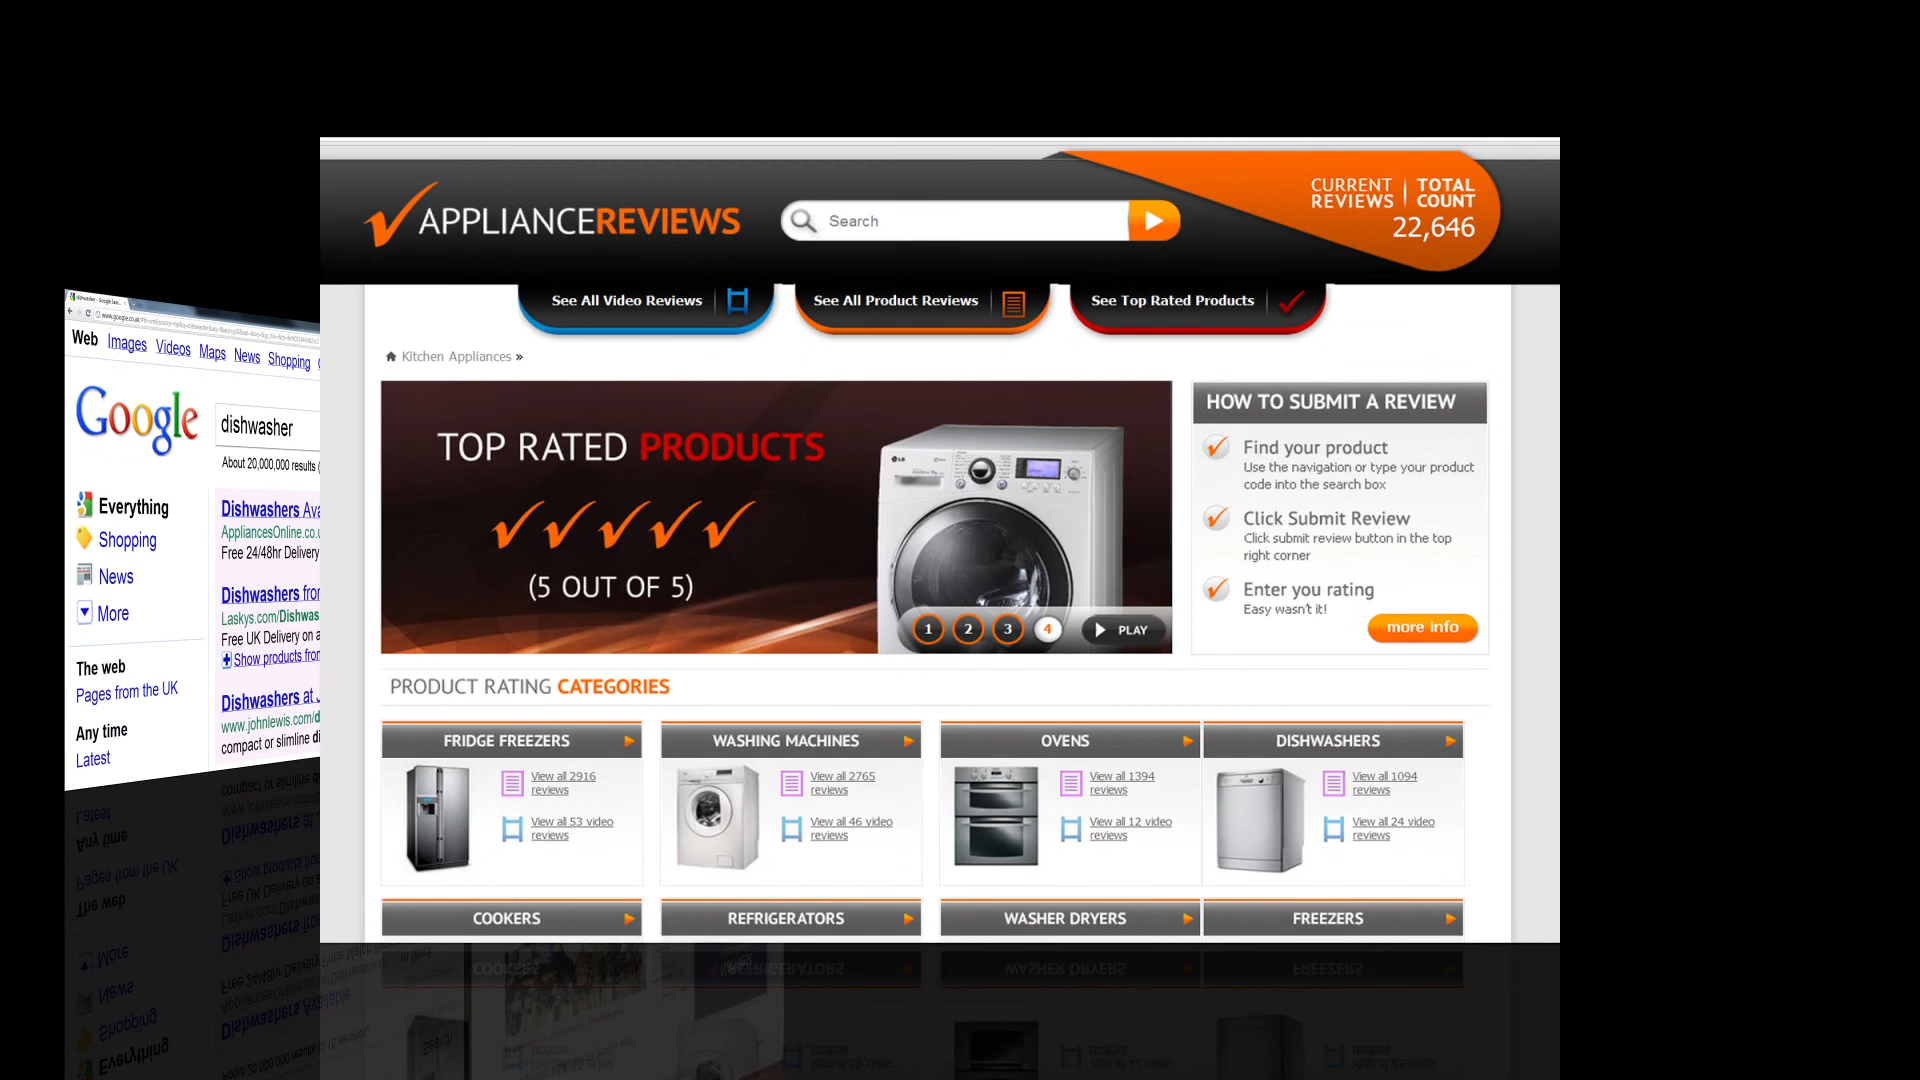 APPLIANCEREVIEWS
Search
CURRENT REVIEWS
TOTAL COUNT
22,646
See All Video Reviews
See All Product Reviews
See Top Rated Products
Kitchen Appliances »
TOP RATED PRODUCTS
(5 OUT OF 5)
LG
1 2 3 4 PLAY
HOW TO SUBMIT A REVIEW
Find your product
Use the navigation or type your product
code into the search box
Click Submit Review
Click submit review button in the top
right corner
Enter you rating
Easy wasn't it!
more info
PRODUCT RATING CATEGORIES
FRIDGE FREEZERS
View all 2916
reviews
View all 53 video
reviews
WASHING MACHINES
View all 2765
reviews
View all 46 video
reviews
OVENS
View all 1394
reviews
View all 12 video
reviews
DISHWASHERS
View all 1094
reviews
View all 24 video
reviews
COOKERS
REFRIGERATORS
WASHER DRYERS
FREEZERS
Web Images Videos Maps News Shopping
Google
dishwasher
About 20,000,000 results
Everything
Shopping
News
More
The web
Pages from the UK
Any time
Latest
Dishwashers Ava
AppliancesOnline.co.u
Free 24/48hr Delivery
Dishwashers from
Laskys.com/Dishwas
Free UK Delivery on a
Show products from
Dishwashers at J
www.johnlewis.com/d
compact or slimline di